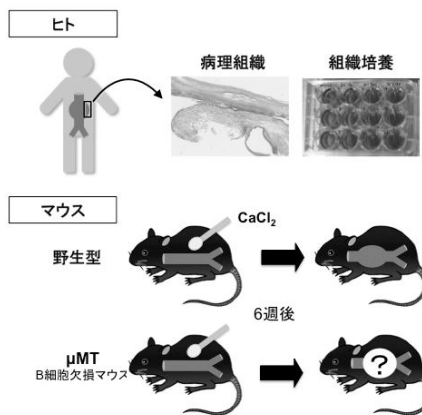 ヒト
病理組織 組織培養
マウス
CaCl₂
野生型
6週後
μMT
B細胞欠損マウス
?